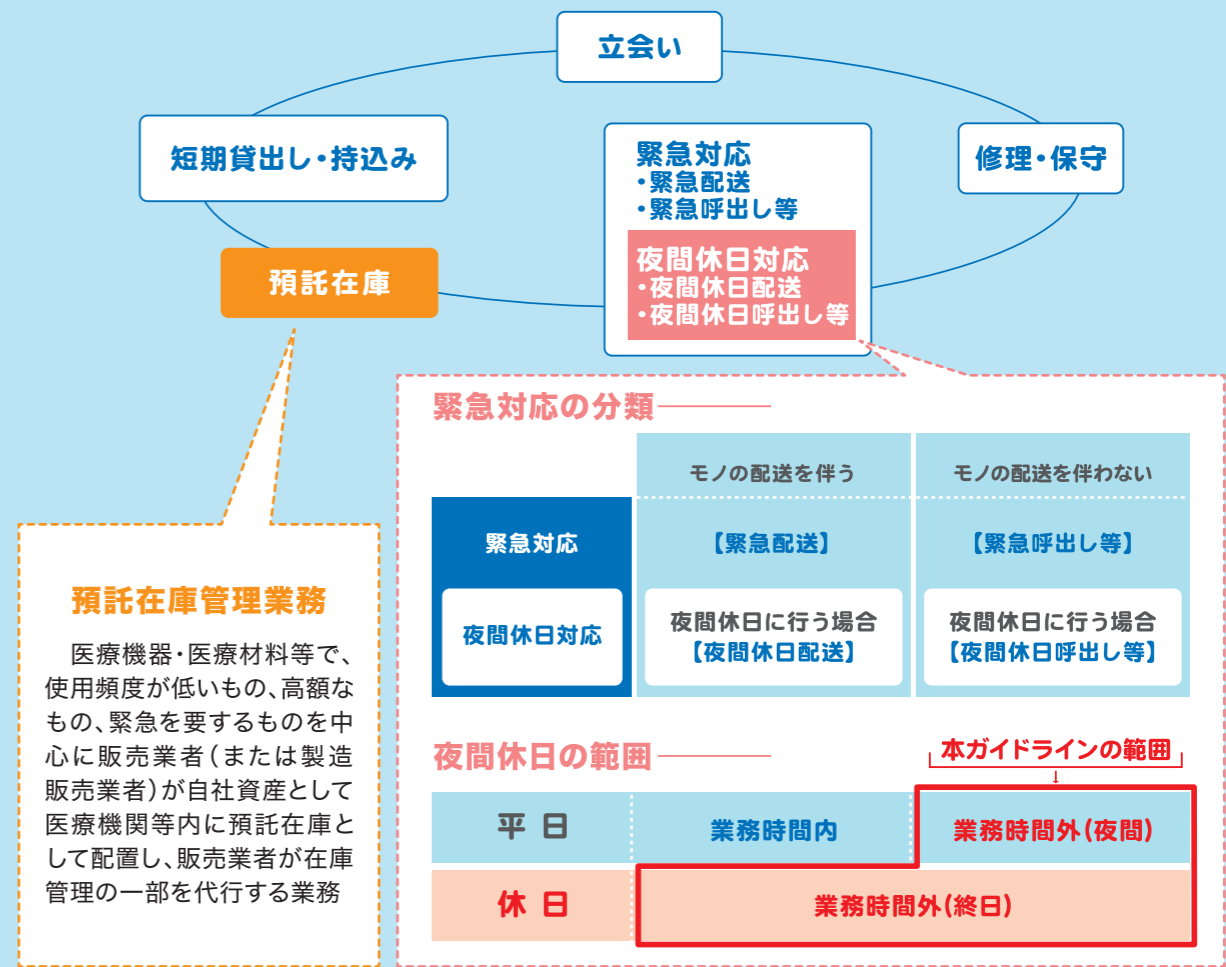 立会い
短期貸出し・持込み
緊急対応
・緊急配送
・緊急呼出し等
修理・保守
夜間休日対応
・夜間休日配送
・夜間休日呼出し等
預託在庫
預託在庫管理業務
医療機器・医療材料等で、
使用頻度が低いもの、高額な
もの、緊急を要するものを中
心に販売業者(または製造
販売業者)が自社資産として
医療機関等内に預託在庫と
して配置し、販売業者が在庫
管理の一部を代行する業務
緊急対応の分類
モノの配送を伴う
モノの配送を伴わない
緊急対応
【緊急配送】
【緊急呼出し等】
夜間休日対応
夜間休日に行う場合
【夜間休日配送】
夜間休日に行う場合
【夜間休日呼出し等】
夜間休日の範囲
本ガイドラインの範囲
↓
平日
業務時間内
業務時間外(夜間)
休日
業務時間外(終日)